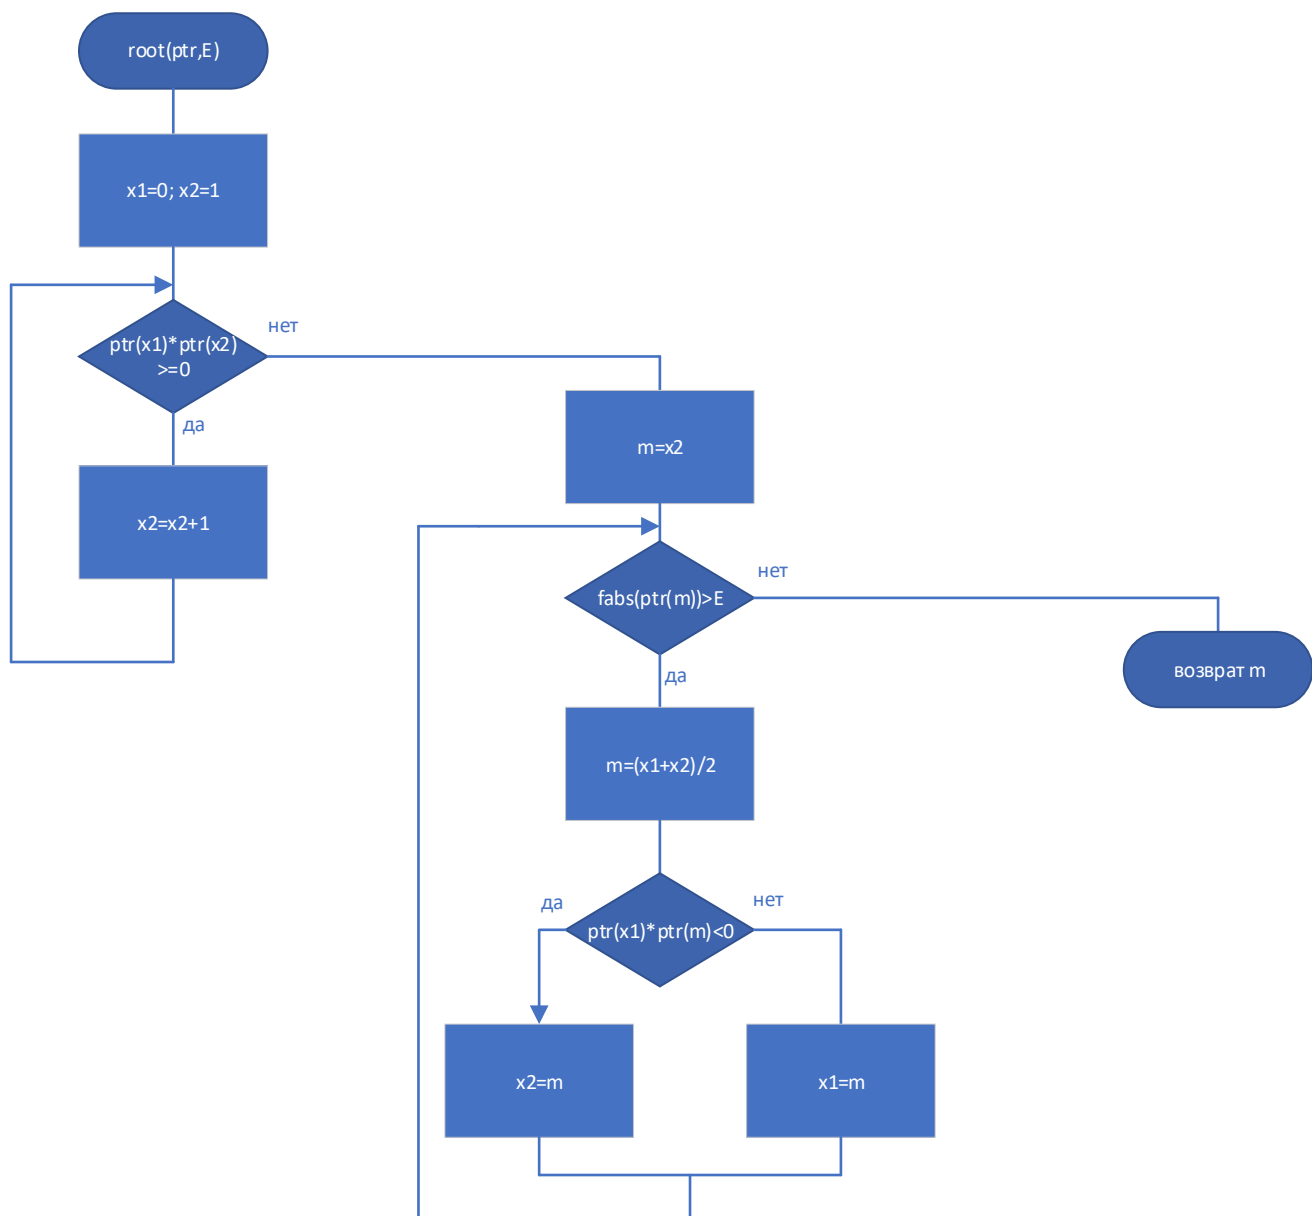 root(ptr,E)
x1=0; x2=1
ptr(x1)*ptr(x2)
>=0
нет
да
x2=x2+1
m=x2
fabs(ptr(m))>E
нет
возврат m
да
m=(x1+x2)/2
ptr(x1)*ptr(m)<0
да
нет
x2=m
x1=m